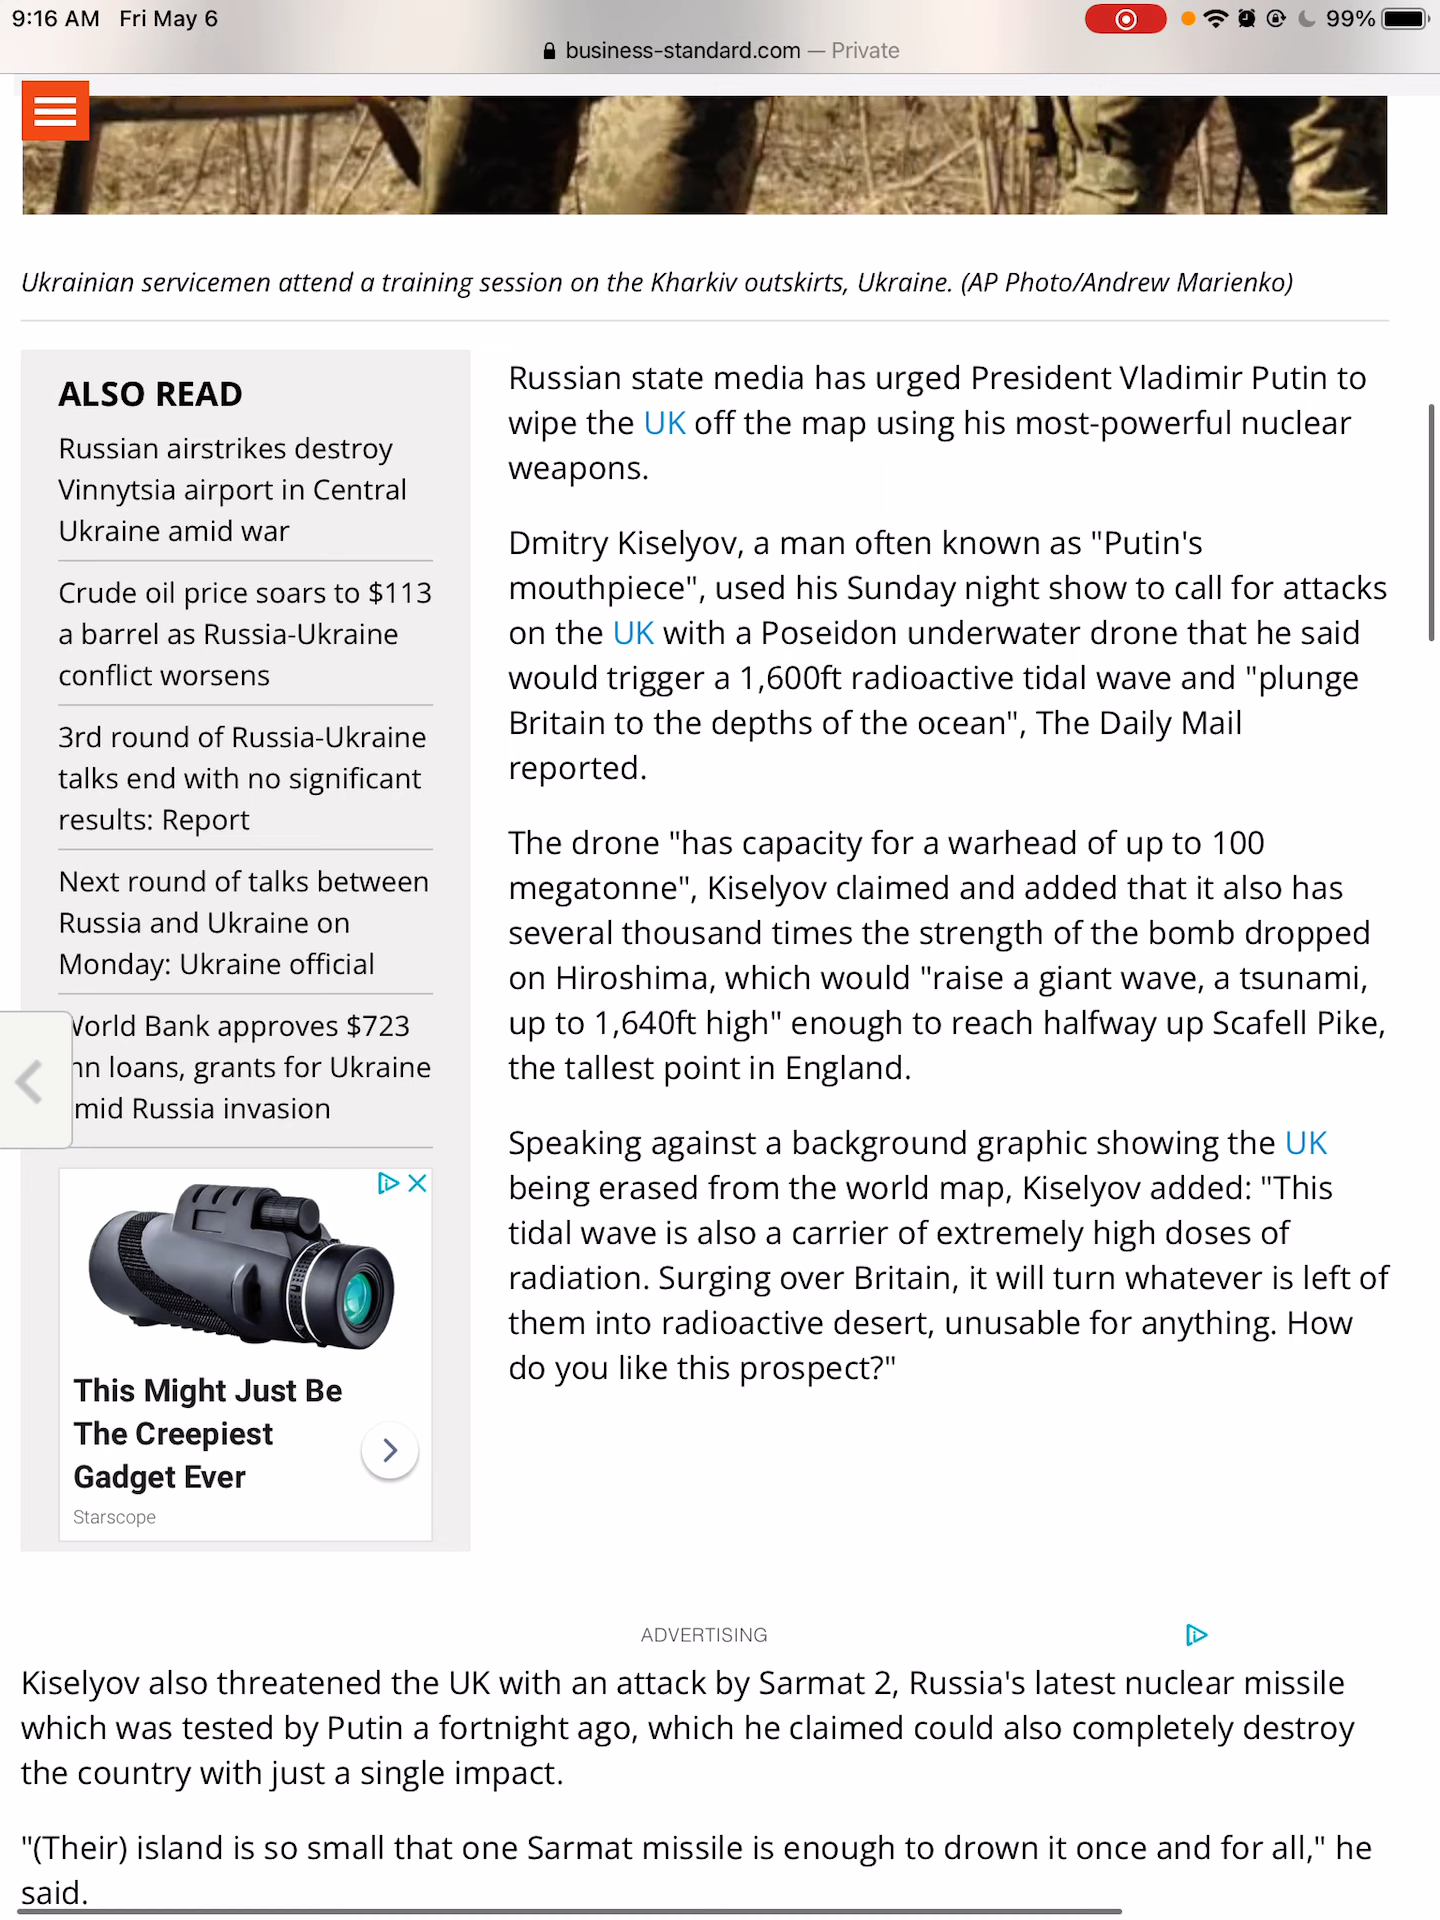 9:16 AM Fri May 6
99%
business-standard.com — Private
Ukrainian servicemen attend a training session on the Kharkiv outskirts, Ukraine. (AP Photo/Andrew Marienko)
ALSO READ
Russian airstrikes destroy
Vinnytsia airport in Central
Ukraine amid war
Crude oil price soars to $113
a barrel as Russia-Ukraine
conflict worsens
3rd round of Russia-Ukraine
talks end with no significant
results: Report
Next round of talks between
Russia and Ukraine on
Monday: Ukraine official
World Bank approves $723
loans, grants for Ukraine
Russia invasion
This Might Just Be
The Creepiest
Gadget Ever
Starscope
Russian state media has urged President Vladimir Putin to
wipe the UK off the map using his most-powerful nuclear
weapons.
Dmitry Kiselyov, a man often known as "Putin's
mouthpiece", used his Sunday night show to call for attacks
on the UK with a Poseidon underwater drone that he said
would trigger a 1,600ft radioactive tidal wave and "plunge
Britain to the depths of the ocean", The Daily Mail
reported.
The drone "has capacity for a warhead of up to 100
megatonne", Kiselyov claimed and added that it also has
several thousand times the strength of the bomb dropped
on Hiroshima, which would "raise a giant wave, a tsunami,
up to 1,640ft high" enough to reach halfway up Scafell Pike,
the tallest point in England.
Speaking against a background graphic showing the UK
being erased from the world map, Kiselyov added: "This
tidal wave is also a carrier of extremely high doses of
radiation. Surging over Britain, it will turn whatever is left of
them into radioactive desert, unusable for anything. How
do you like this prospect?"
ADVERTISING
Kiselyov also threatened the UK with an attack by Sarmat 2, Russia's latest nuclear missile
which was tested by Putin a fortnight ago, which he claimed could also completely destroy
the country with just a single impact.
"(Their) island is so small that one Sarmat missile is enough to drown it once and for all," he
said.